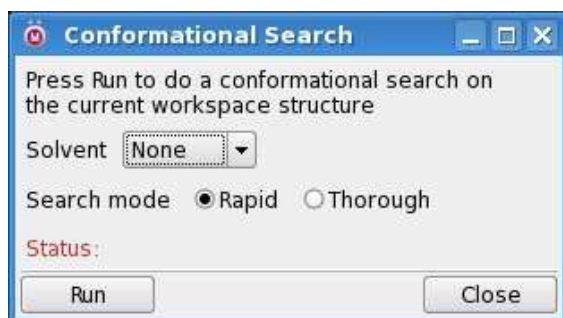 Conformational Search
Press Run to do a conformational search on
the current workspace structure
Solvent None
Search mode Rapid Thorough
Status:
Run Close